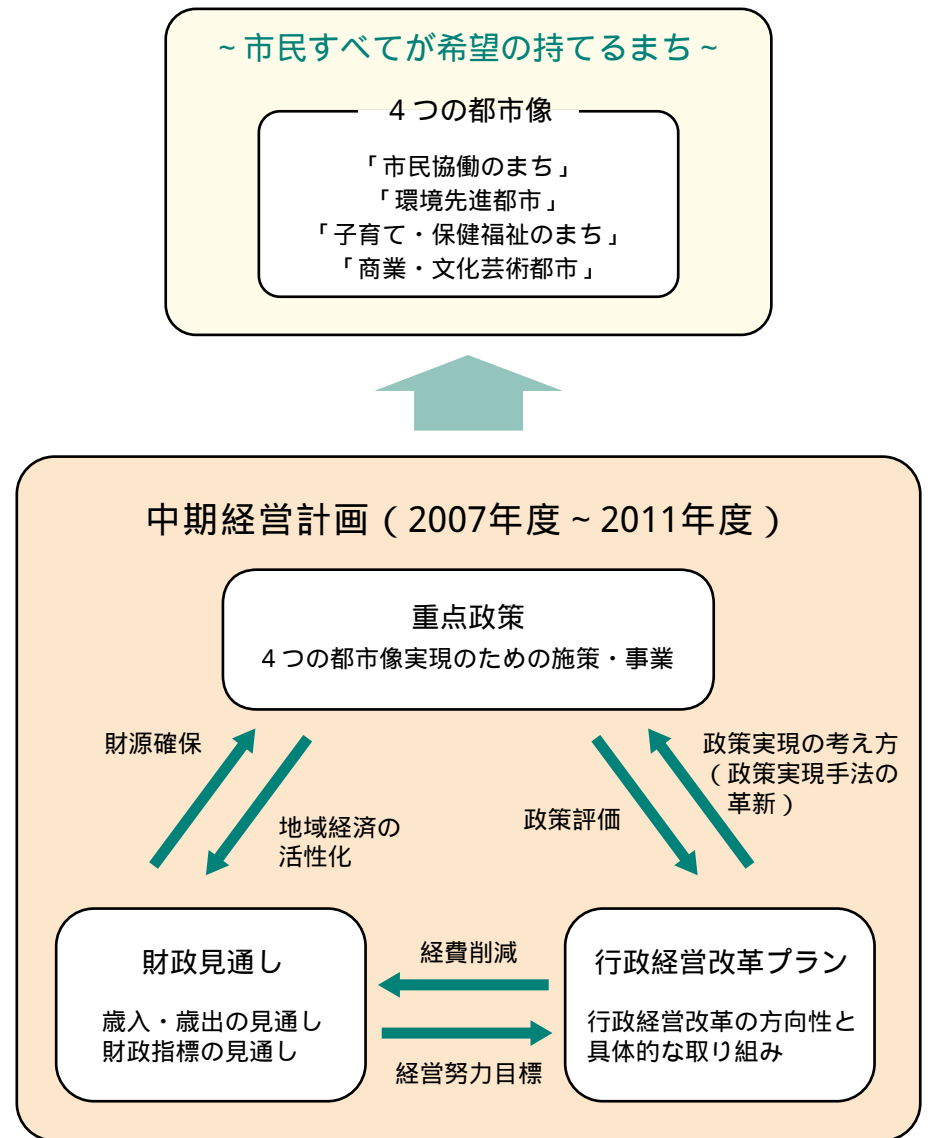 ~市民すべてが希望の持てるまち~
4つの都市像
「市民協働のまち」
「環境先進都市」
「子育て・保健福祉のまち」
「商業・文化芸術都市」
中期経営計画(2007年度~2011年度)
重点政策
4つの都市像実現のための施策・事業
財源確保
地域経済の
活性化
政策評価
政策実現の考え方
(政策実現手法の
革新)
財政見通し
歳入・歳出の見通し
財政指標の見通し
経費削減
経営努力目標
行政経営改革プラン
行政経営改革の方向性と
具体的な取り組み